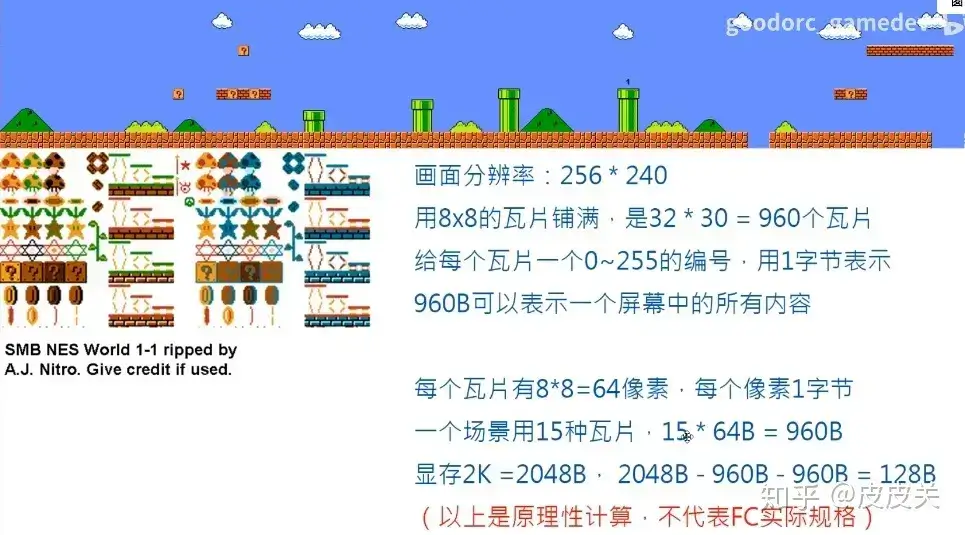 goodorc_gamedev
?
?
? ?
1
? ? ? ?
? ? ? ?
SMB NES World 1-1 ripped by
A.J. Nitro. Give credit if used.
画面分辨率：256 * 240
用8x8的瓦片铺满，是32 * 30 = 960个瓦片
给每个瓦片一个0~255的编号，用1字节表示
960B可以表示一个屏幕中的所有内容
每个瓦片有8*8=64像素，每个像素1字节
一个场景用15种瓦片，15 * 64B = 960B
显存2K =2048B， 2048B - 960B - 960B = 128B
（以上是原理性计算，不代表FC实际规格）
知乎 @皮皮关